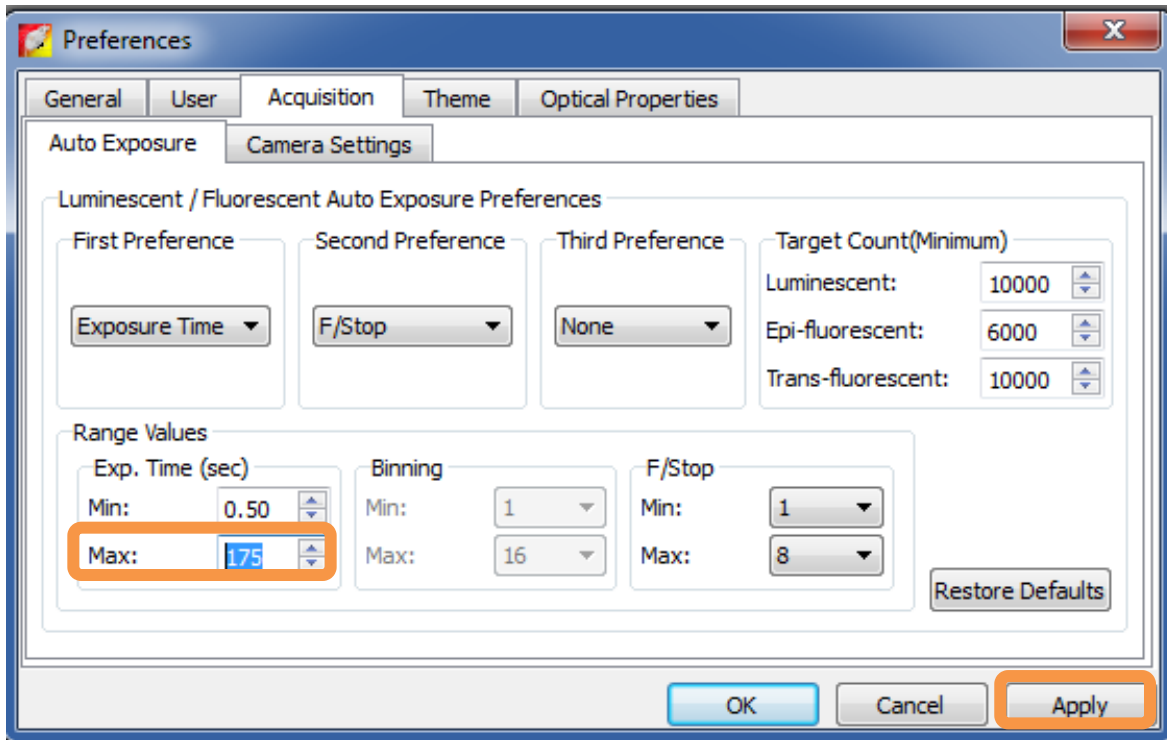 Preferences
General User Acquisition Theme Optical Properties
Auto Exposure Camera Settings
Luminescent / Fluorescent Auto Exposure Preferences
First Preference Second Preference Third Preference Target Count(Minimum)
Luminescent: 10000
Exposure Time F/Stop None Epi-fluorescent: 6000
Trans-fluorescent: 10000
Range Values
Exp. Time (sec) Binning F/Stop
Min: 0.50 Min: 1 Min: 1
Max: 175 Max: 16 Max: 8
Restore Defaults
OK Cancel Apply